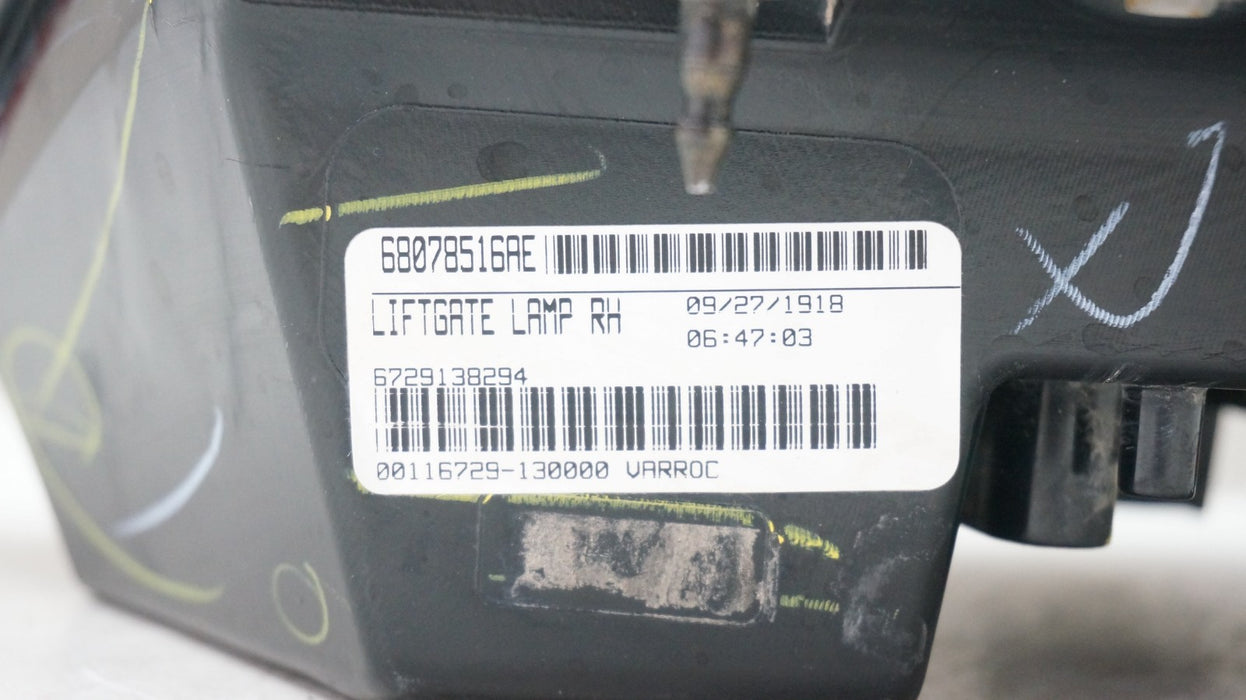 68078516AE
LIFTGATE LAMP RH
09/27/1918
06:47:03
6729138294
00116729-130000 VARROC